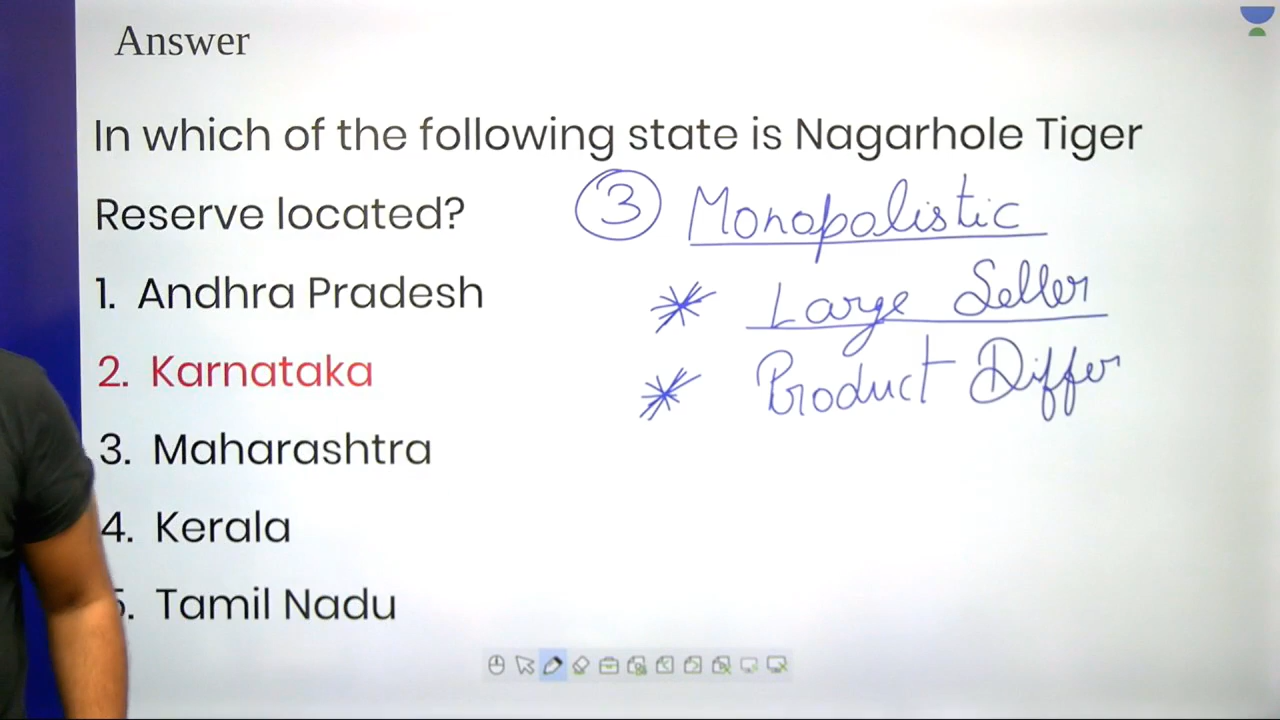 Answer
In which of the following state is Nagarhole Tiger
Reserve located?
3 Monopolistic
1. Andhra Pradesh
* Large Seller
2. Karnataka
* Product Differ
3. Maharashtra
4. Kerala
5. Tamil Nadu